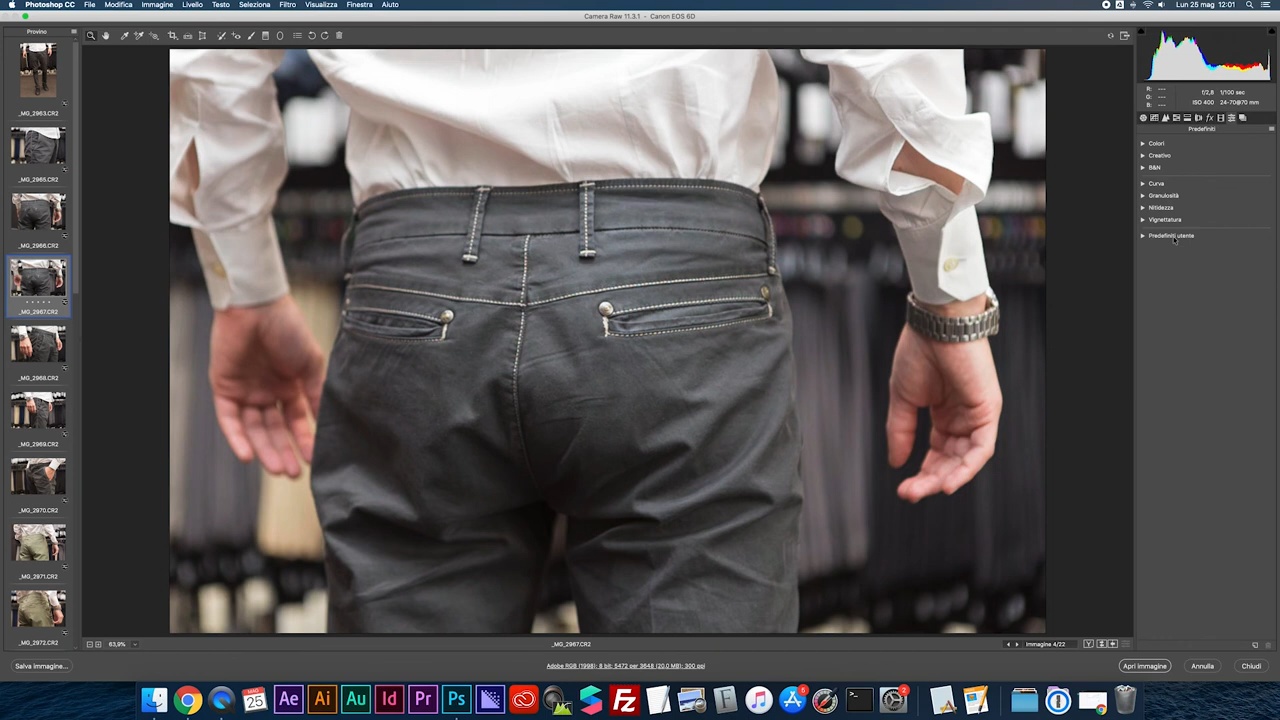 Photoshop CC File Modifica Immagine Livello Testo Seleziona Filtro Visualizza Finestra Aiuto Lun 25 mag 12:01
Camera Raw 11.3.1 - Canon EOS 6D
Provino
_MG_2963.CR2
_MG_2965.CR2
_MG_2966.CR2
_MG_2967.CR2
_MG_2968.CR2
_MG_2969.CR2
_MG_2970.CR2
_MG_2971.CR2
_MG_2972.CR2
R: ---
G: ---
B: ---
f/2,8 1/100 sec
ISO 400 24-70@70 mm
Predefiniti
Colori
Creativo
B&N
Curva
Granulosità
Nitidezza
Vignettatura
Predefiniti utente
63,9%
_MG_2967.CR2
Immagine 4/22
Salva immagine...
Adobe RGB (1998); 8 bit; 5472 per 3648 (20,0 MB); 300 ppi
Apri immagine
Annulla
Chiudi
MAG
25
Ae
Ai
Au
Id
Pr
Ps
Fz
5
2